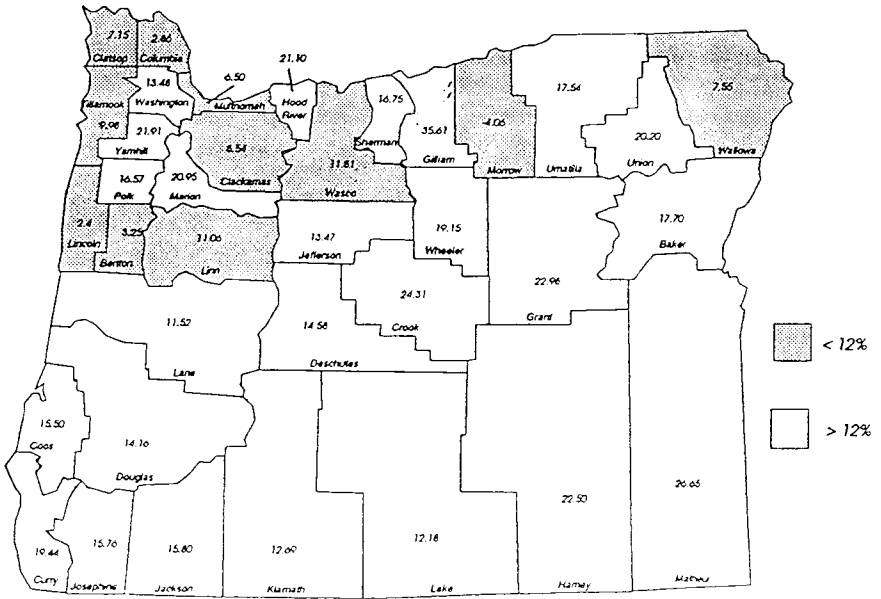 7.15
Clatsop
2.86
Columbia
6.50
Multnomah
21.10
Hood
River
13.48
Washington
Tillamook
9.98
21.91
Yamhill
8.54
Clackamas
16.57
Polk
20.95
Marion
11.81
Wasco
16.75
Sherman
35.61
Gilliam
4.06
Morrow
17.54
Umatilla
20.20
Union
7.55
Wallowa
2.4
Lincoln
3.25
Benton
11.06
Linn
13.47
Jefferson
19.15
Wheeler
17.70
Baker
22.96
Grant
24.31
Crook
11.52
Lane
14.58
Deschutes
< 12%
> 12%
15.50
Coos
14.16
Douglas
19.44
Curry
15.76
Josephine
15.80
Jackson
12.69
Klamath
12.18
Lake
22.50
Harney
26.65
Malheur